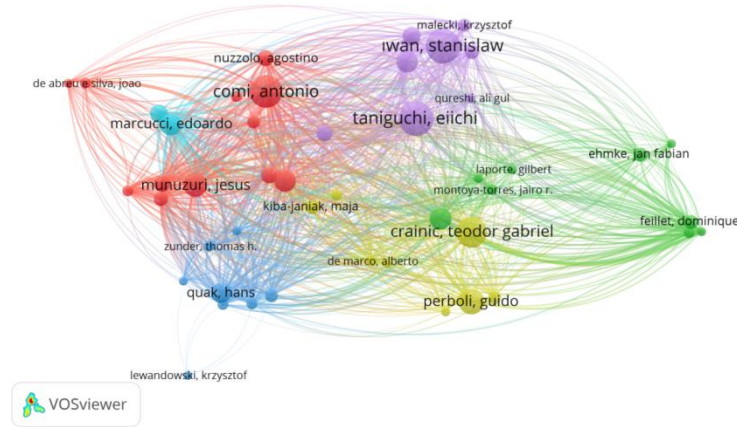 malecki, krzysztof
ıwan, stanislaw
nuzzolo, agostino
de abreu e silva, joao
comi, antonio
qureshi, ali gul
taniguchi, eiichi
marcucci, edoardo
ehmke, jan fabian
laporte, gilbert
munuzuri, jesus
montoya-torres, jairo r.
kiba-janiak, maja
feillet, dominique
crainic, teodor gabriel
zunder, thomas h.
de marco, alberto
quak, hans
perboli, guido
lewandowski, krzysztof
VOSviewer